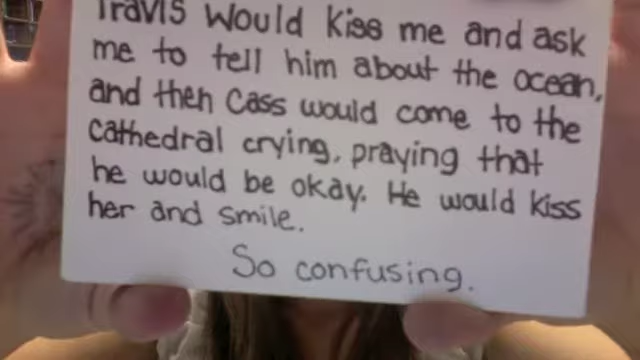 Travis would kiss me and ask
me to tell him about the ocean,
and then Cass would come to the
cathedral crying, praying that
he would be okay. He would kiss
her and smile.
So confusing.